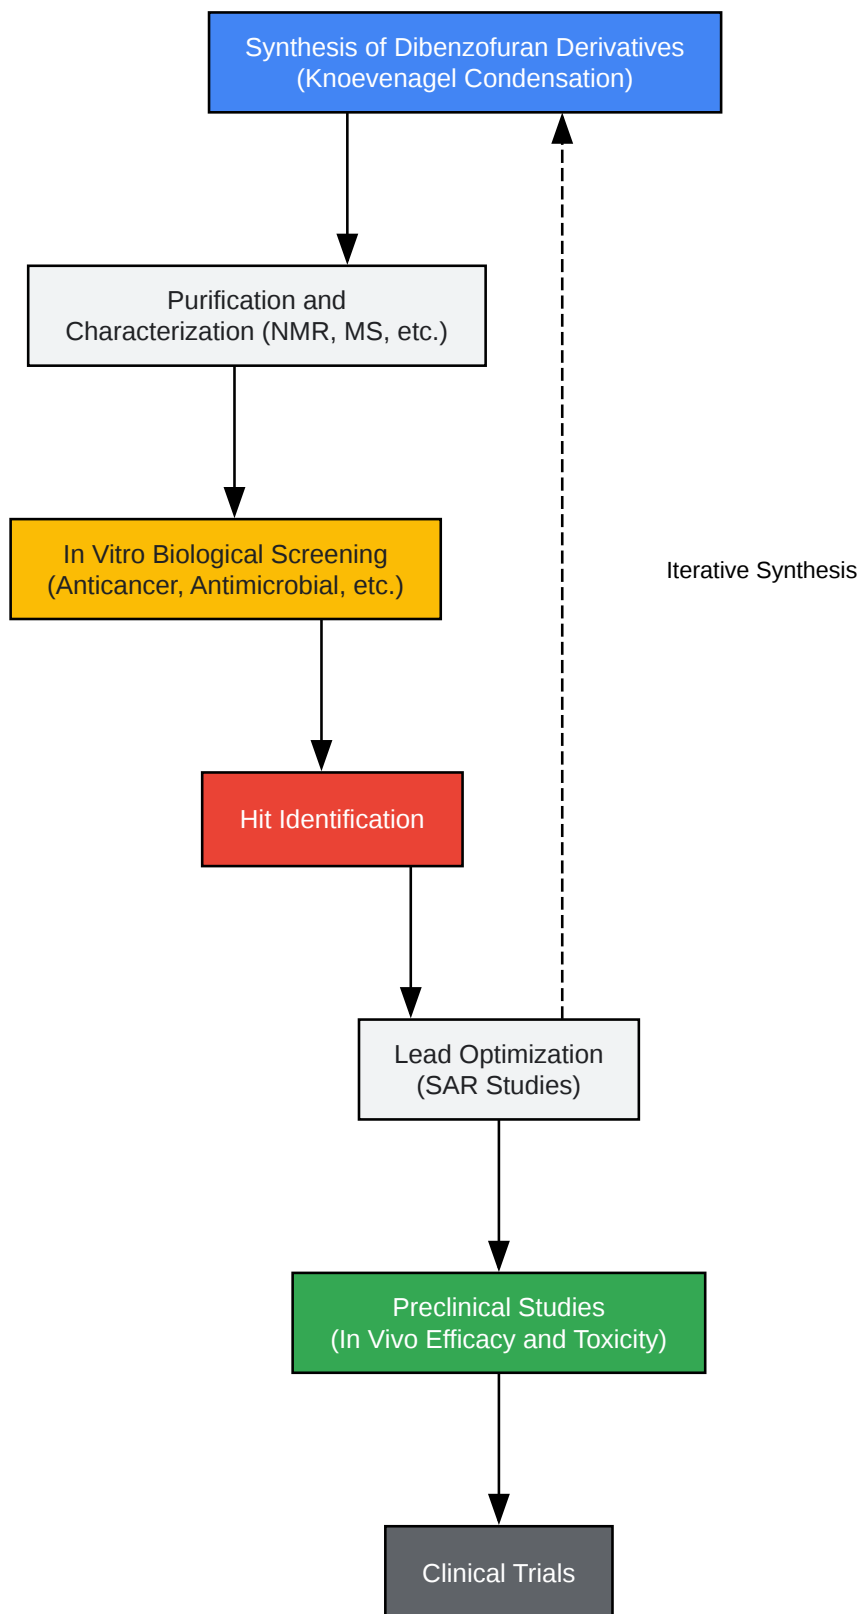 Synthesis of Dibenzofuran Derivatives
(Knoevenagel Condensation)
Purification and
Characterization (NMR, MS, etc.)
In Vitro Biological Screening
(Anticancer, Antimicrobial, etc.)
Iterative Synthesis
Hit Identification
Lead Optimization
(SAR Studies)
Preclinical Studies
(In Vivo Efficacy and Toxicity)
Clinical Trials